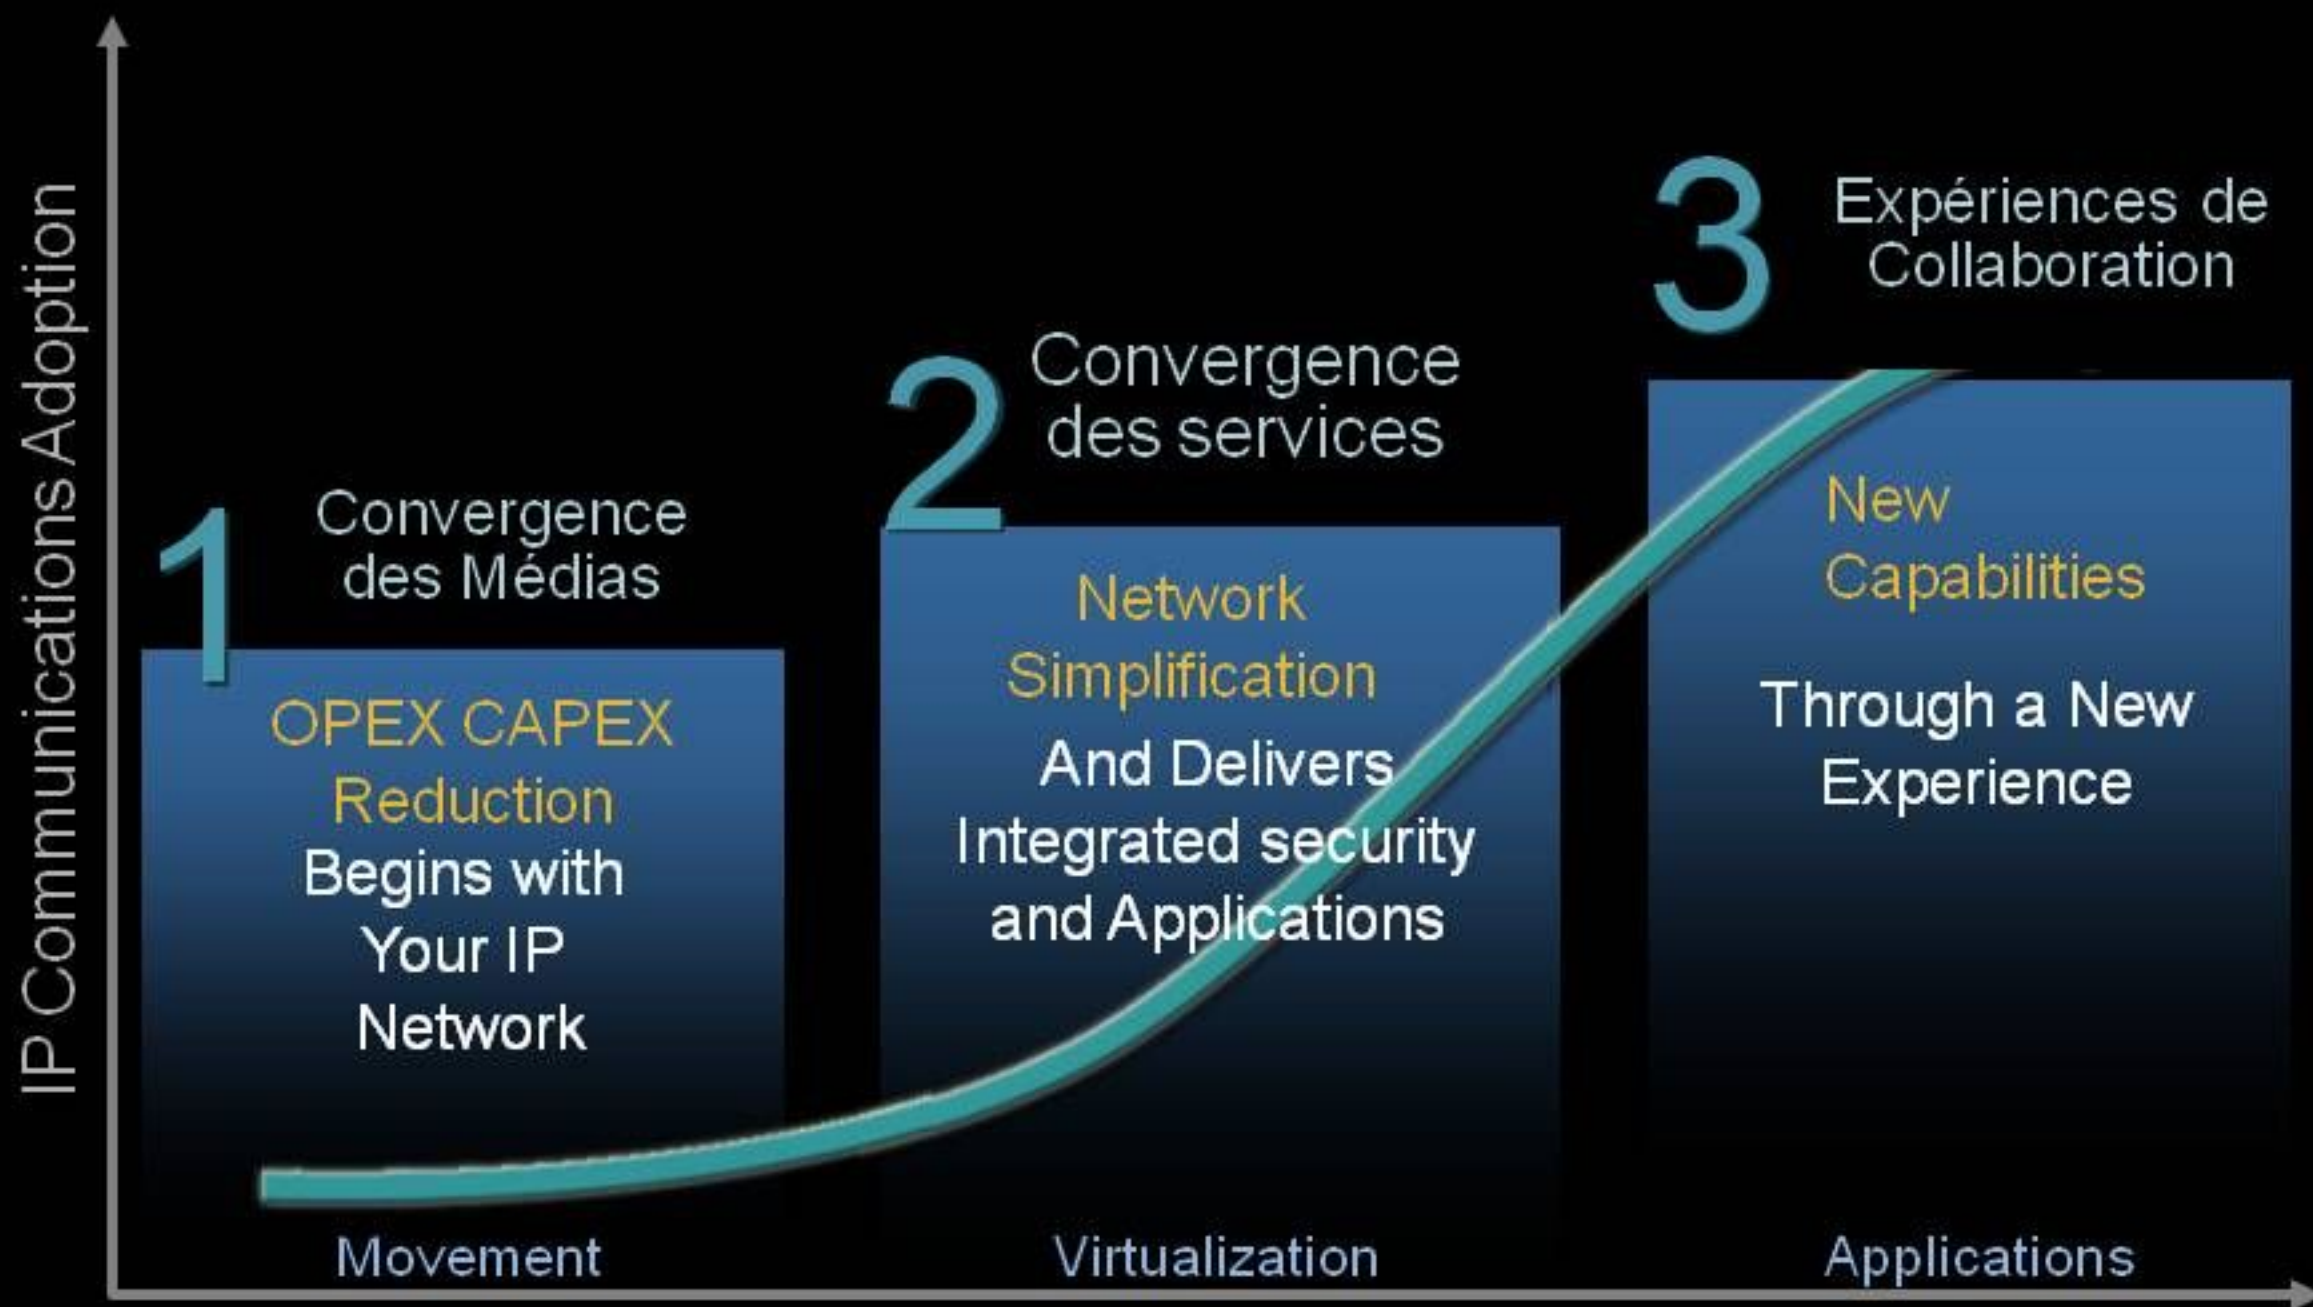 IP Communications Adoption
1
Convergence
des Médias
OPEX CAPEX
Reduction
Begins with
Your IP
Network
Movement
2
Convergence
des services
Network
Simplification
And Delivers
Integrated security
and Applications
Virtualization
3
Expériences de
Collaboration
New
Capabilities
Through a New
Experience
Applications